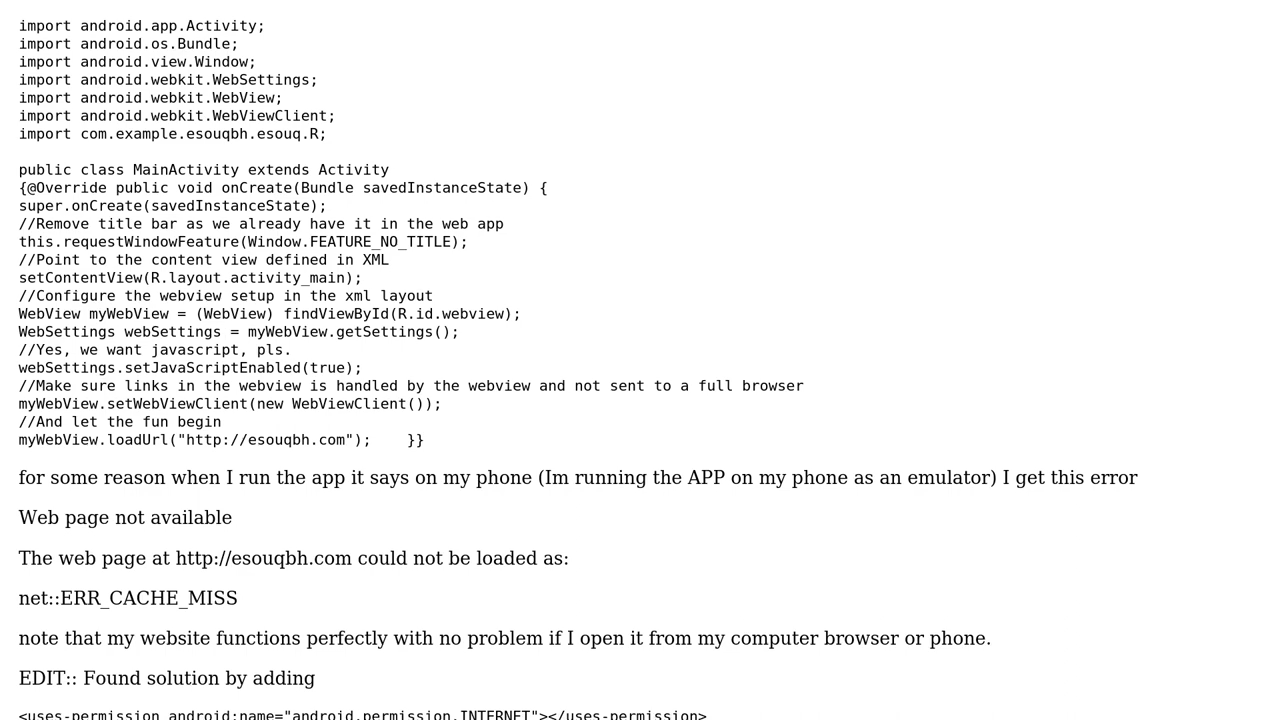 import android.app.Activity;
import android.os.Bundle;
import android.view.Window;
import android.webkit.WebSettings;
import android.webkit.WebView;
import android.webkit.WebViewClient;
import com.example.esouqbh.esouq.R;

public class MainActivity extends Activity
{@Override public void onCreate(Bundle savedInstanceState) {
super.onCreate(savedInstanceState);
//Remove title bar as we already have it in the web app
this.requestWindowFeature(Window.FEATURE_NO_TITLE);
//Point to the content view defined in XML
setContentView(R.layout.activity_main);
//Configure the webview setup in the xml layout
WebView myWebView = (WebView) findViewById(R.id.webview);
WebSettings webSettings = myWebView.getSettings();
//Yes, we want javascript, pls.
webSettings.setJavaScriptEnabled(true);
//Make sure links in the webview is handled by the webview and not sent to a full browser
myWebView.setWebViewClient(new WebViewClient());
//And let the fun begin
myWebView.loadUrl("http://esouqbh.com");    }}
for some reason when I run the app it says on my phone (Im running the APP on my phone as an emulator) I get this error
Web page not available
The web page at http://esouqbh.com could not be loaded as:
net::ERR_CACHE_MISS
note that my website functions perfectly with no problem if I open it from my computer browser or phone.
EDIT:: Found solution by adding
<uses-permission android:name="android.permission.INTERNET"></uses-permission>